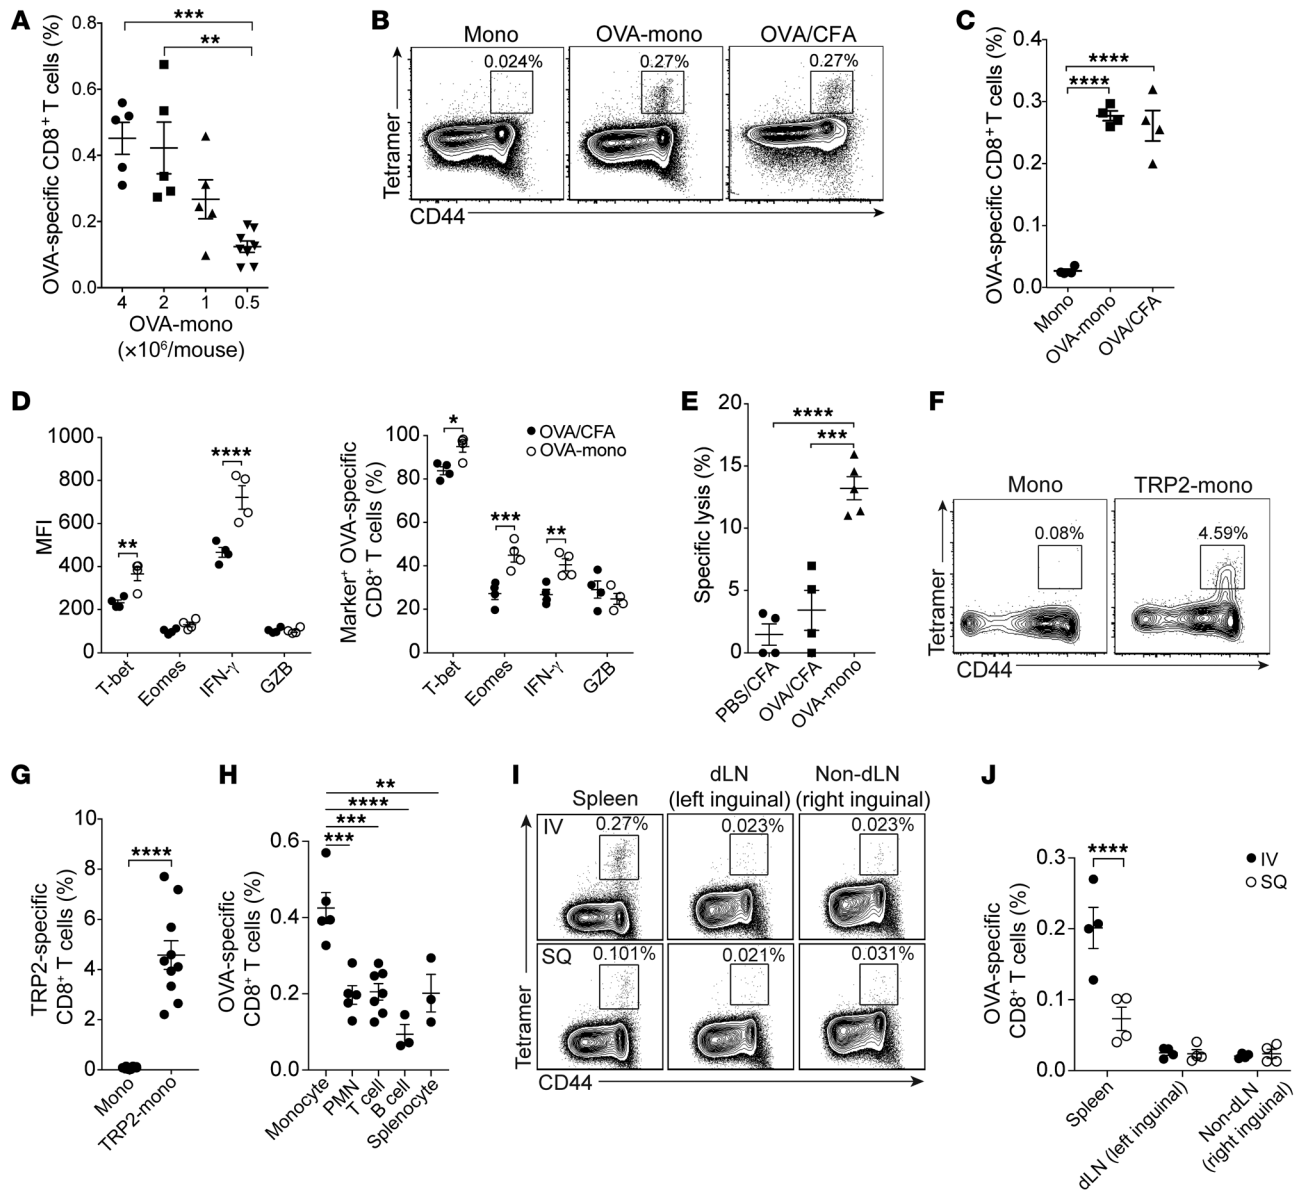 A
OVA-specific CD8⁺ T cells (%)
0.8
0.6
0.4
0.2
0.0
***
**
4 2 1 0.5
OVA-mono
(×10⁶/mouse)
B
Mono OVA-mono OVA/CFA
0.024% 0.27% 0.27%
Tetramer
CD44
C
OVA-specific CD8⁺ T cells (%)
0.4
0.3
0.2
0.1
0.0
****
****
Mono
OVA-mono
OVA/CFA
D
MFI
1000
800
600
400
200
0
**
****
T-bet
Eomes
IFN-γ
GZB
Marker⁺ OVA-specific
CD8⁺ T cells (%)
100
80
60
40
20
0
*
***
**
OVA/CFA
OVA-mono
T-bet
Eomes
IFN-γ
GZB
E
Specific lysis (%)
20
15
10
5
0
****
***
PBS/CFA
OVA/CFA
OVA-mono
F
Mono TRP2-mono
0.08% 4.59%
Tetramer
CD44
G
TRP2-specific
CD8⁺ T cells (%)
10
8
6
4
2
0
****
Mono
TRP2-mono
H
OVA-specific
CD8⁺ T cells (%)
0.6
0.4
0.2
0.0
**
****
***
***
Monocyte
PMN
T cell
B cell
Splenocyte
I
Spleen
dLN
(left inguinal)
Non-dLN
(right inguinal)
IV
0.27% 0.023% 0.023%
SQ
0.101% 0.021% 0.031%
Tetramer
CD44
J
OVA-specific
CD8⁺ T cells (%)
0.3
0.2
0.1
0.0
****
IV
SQ
Spleen
dLN (left inguinal)
Non-dLN
(right inguinal)